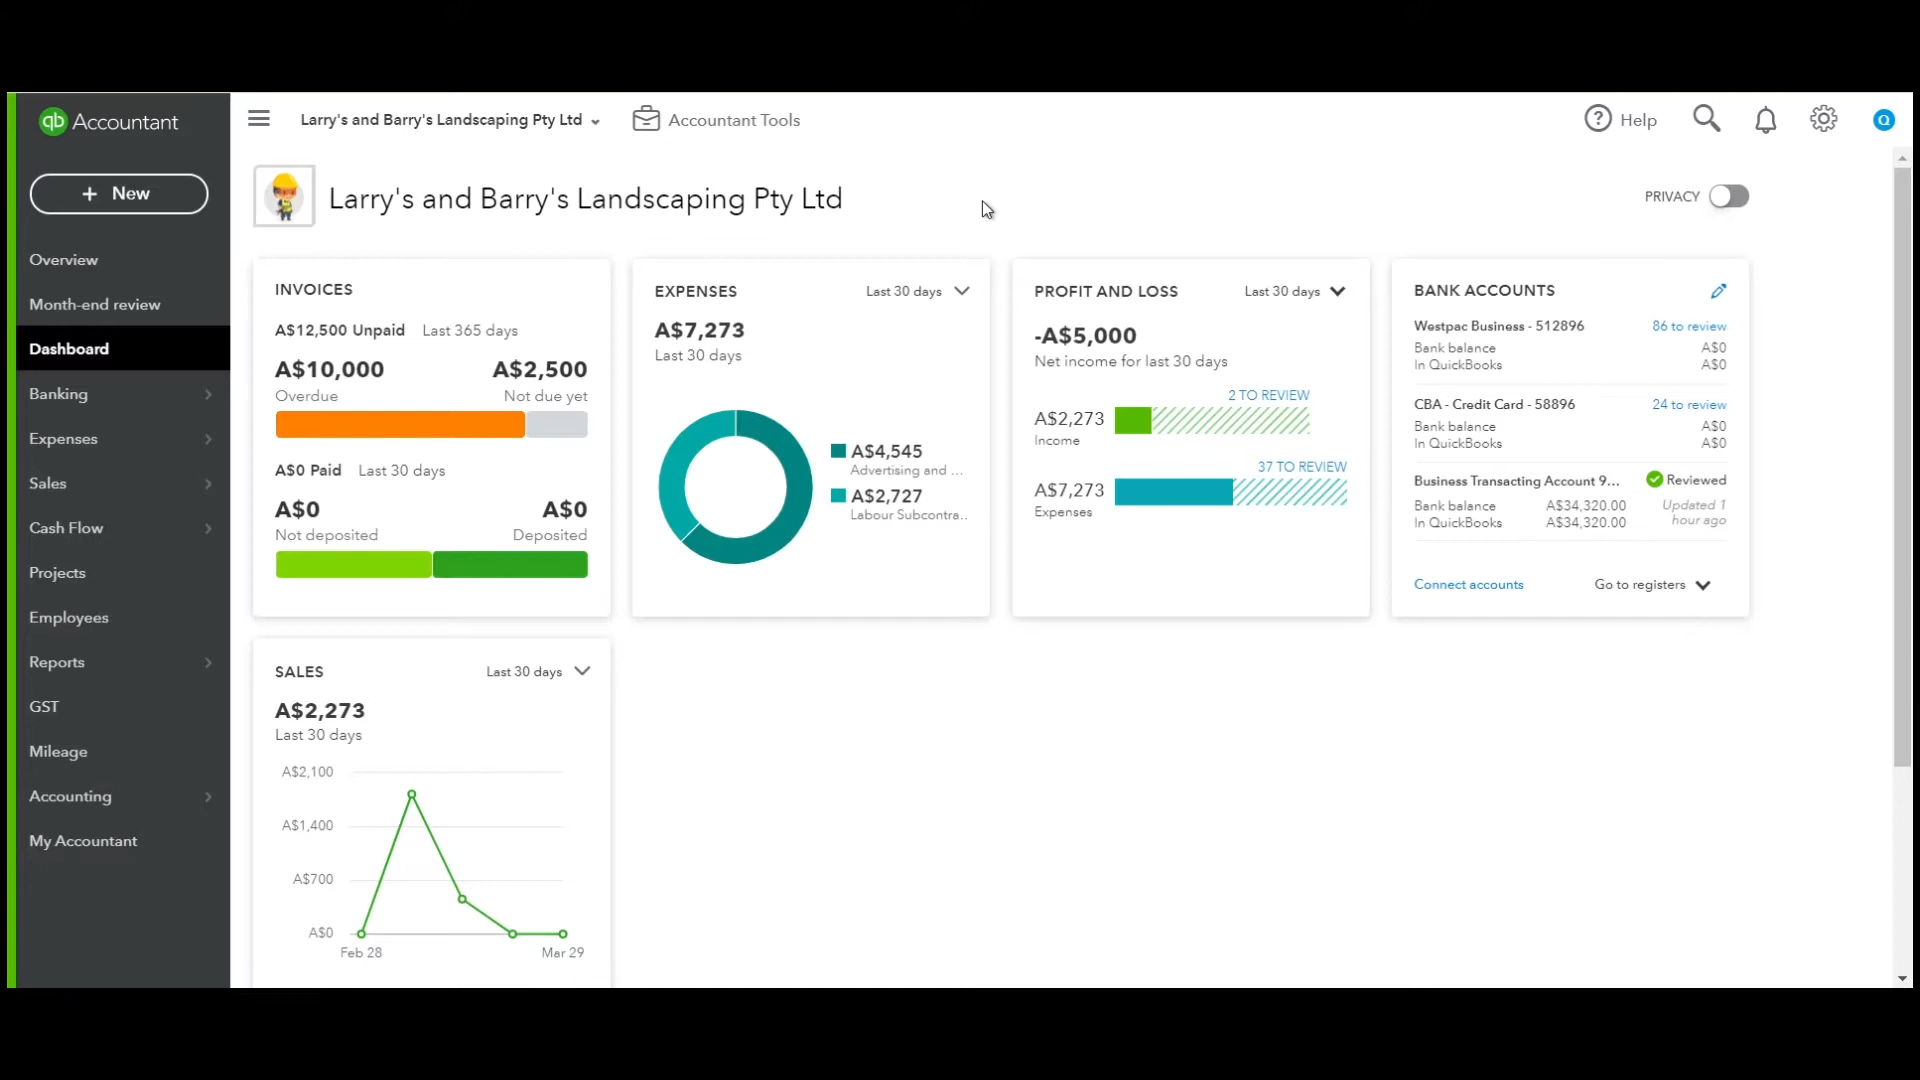 qb Accountant
Larry's and Barry's Landscaping Pty Ltd
Accountant Tools
? Help
Q
+ New
Overview
Month-end review
Dashboard
Banking
Expenses
Sales
Cash Flow
Projects
Employees
Reports
GST
Mileage
Accounting
My Accountant
Larry's and Barry's Landscaping Pty Ltd
PRIVACY
INVOICES
A$12,500 Unpaid Last 365 days
A$10,000 A$2,500
Overdue Not due yet
A$0 Paid Last 30 days
A$0 A$0
Not deposited Deposited
EXPENSES Last 30 days
A$7,273
Last 30 days
A$4,545
Advertising and ...
A$2,727
Labour Subcontra..
PROFIT AND LOSS Last 30 days
-A$5,000
Net income for last 30 days
2 TO REVIEW
A$2,273
Income
37 TO REVIEW
A$7,273
Expenses
BANK ACCOUNTS
Westpac Business - 512896 86 to review
Bank balance A$0
In QuickBooks A$0
CBA - Credit Card - 58896 24 to review
Bank balance A$0
In QuickBooks A$0
Business Transacting Account 9... Reviewed
Bank balance A$34,320.00 Updated 1
In QuickBooks A$34,320.00 hour ago
Connect accounts Go to registers
SALES Last 30 days
A$2,273
Last 30 days
A$2,100
A$1,400
A$700
A$0
Feb 28 Mar 29